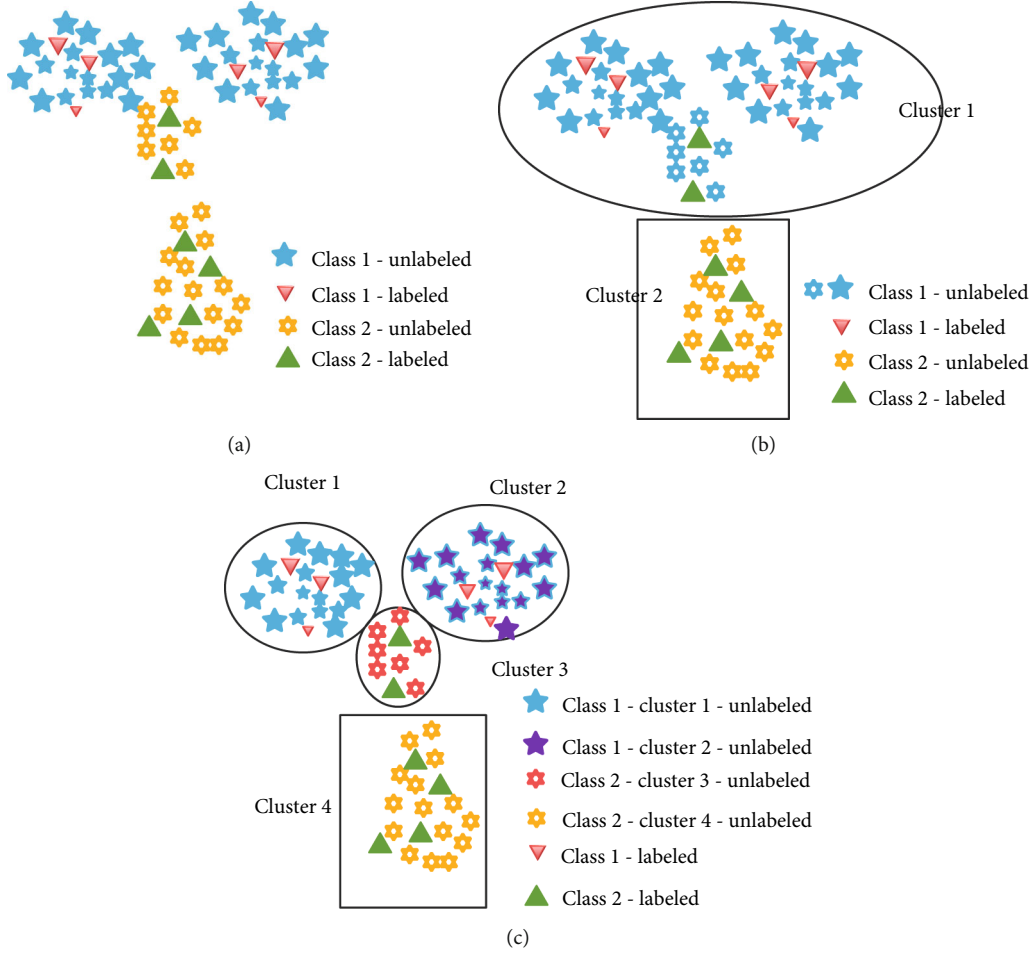 Class 1 - unlabeled
Class 1 - labeled
Class 2 - unlabeled
Class 2 - labeled
(a)
Cluster 1
Cluster 2
Class 1 - unlabeled
Class 1 - labeled
Class 2 - unlabeled
Class 2 - labeled
(b)
Cluster 1
Cluster 2
Cluster 3
Cluster 4
Class 1 - cluster 1 - unlabeled
Class 1 - cluster 2 - unlabeled
Class 2 - cluster 3 - unlabeled
Class 2 - cluster 4 - unlabeled
Class 1 - labeled
Class 2 - labeled
(c)